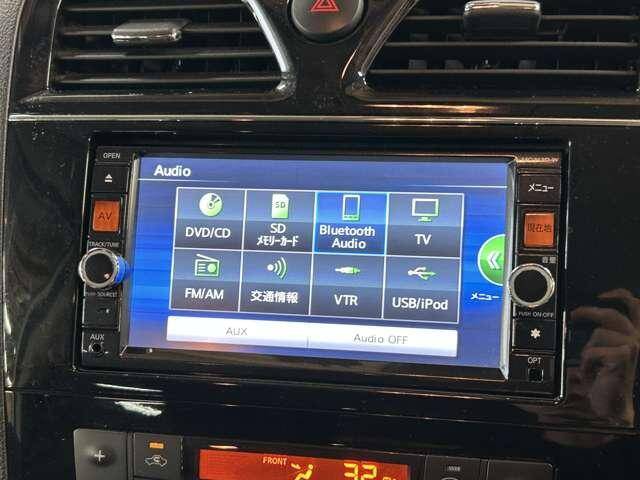 OPEN
MC313D-W
メニュー
AV
現在地
TRACK/TUNE
音量
PUSH SOURCE
PUSH ON-OFF
AUX
OPT
Audio
DVD/CD
SD
メモリーカード
Bluetooth
Audio
TV
FM/AM
交通情報
VTR
USB/iPod
メニュー
AUX
Audio OFF
FRONT
32